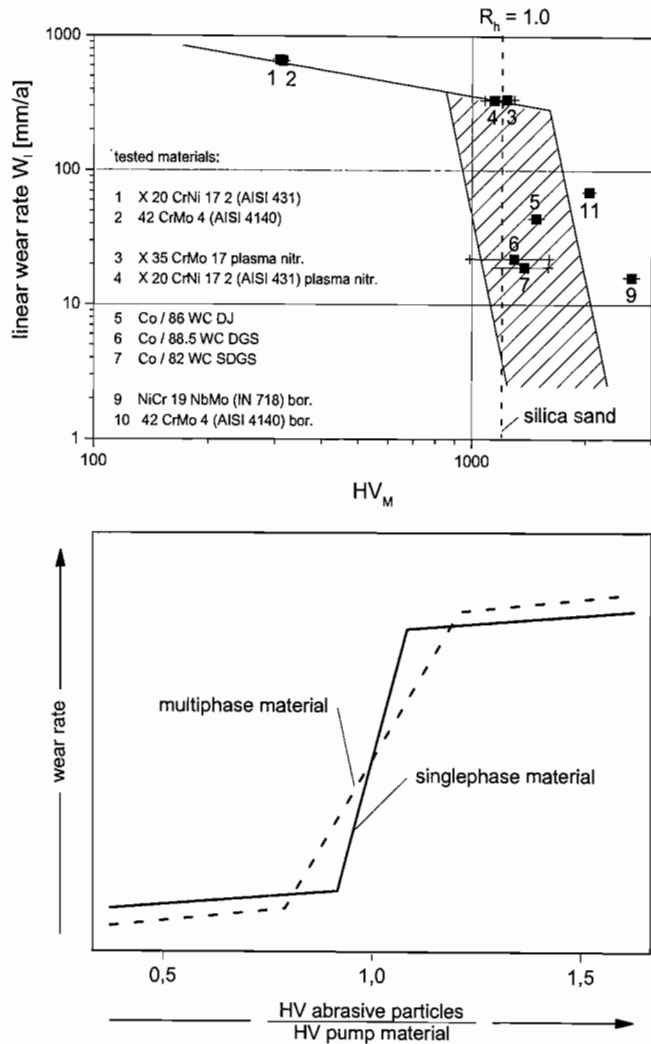 R_h = 1.0
linear wear rate W_l [mm/a]
1000
100
10
1
1 2
4 3
5
11
6
7
9
tested materials:
1 X 20 CrNi 17 2 (AISI 431)
2 42 CrMo 4 (AISI 4140)
3 X 35 CrMo 17 plasma nitr.
4 X 20 CrNi 17 2 (AISI 431) plasma nitr.
5 Co / 86 WC DJ
6 Co / 88.5 WC DGS
7 Co / 82 WC SDGS
9 NiCr 19 NbMo (IN 718) bor.
10 42 CrMo 4 (AISI 4140) bor.
silica sand
100
1000
HV_M
wear rate
multiphase material
singlephase material
0,5
1,0
1,5
HV abrasive particles
HV pump material